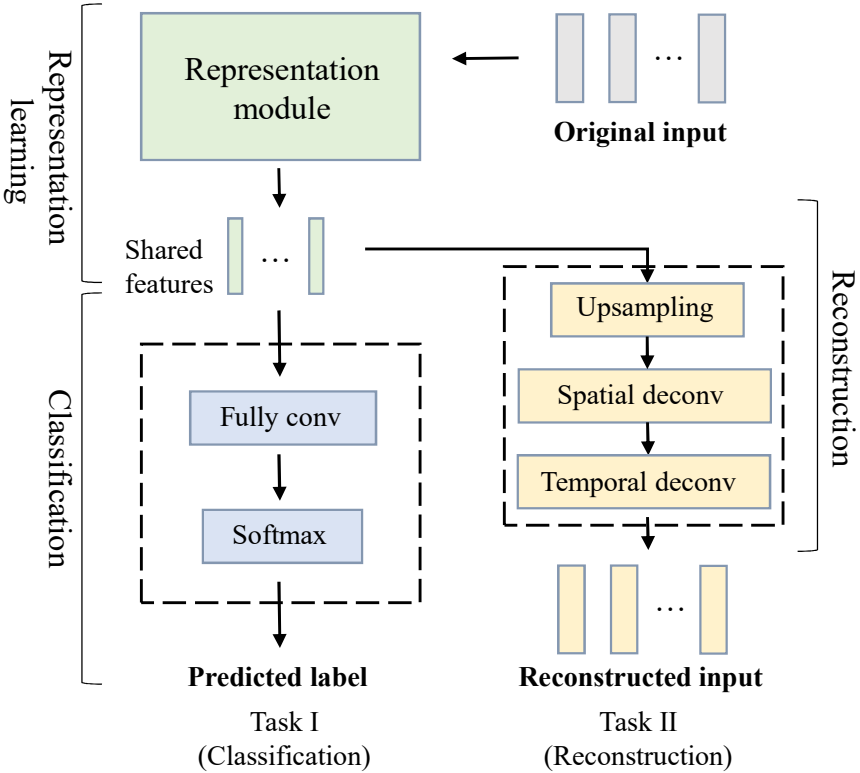 Representation
learning
Representation
module
Original input
Shared
features
...
...
Classification
Fully conv
Softmax
Predicted label
Task I
(Classification)
Reconstruction
Upsampling
Spatial deconv
Temporal deconv
...
Reconstructed input
Task II
(Reconstruction)